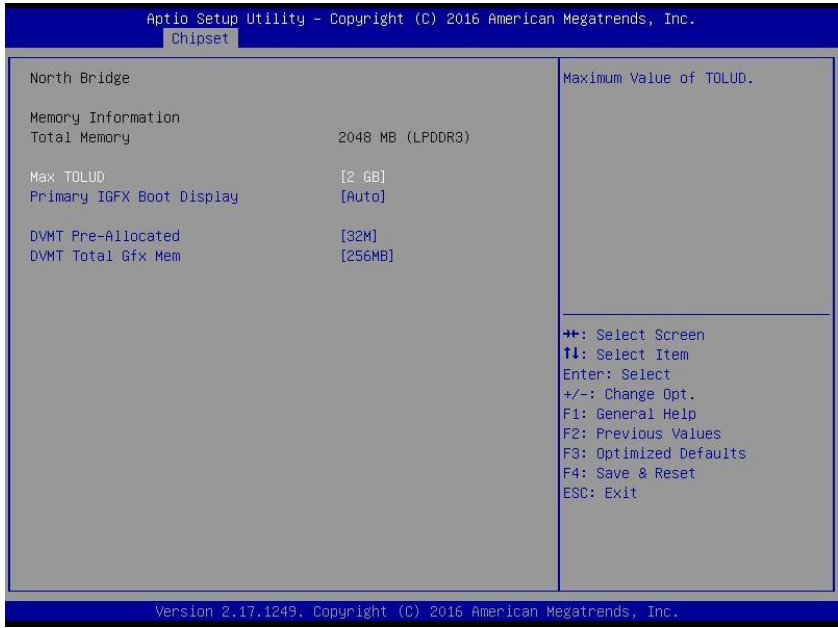 Aptio Setup Utility – Copyright (C) 2016 American Megatrends, Inc.
Chipset
North Bridge
Memory Information
Total Memory 2048 MB (LPDDR3)
Max TOLUD [2 GB]
Primary IGFX Boot Display [Auto]
DVMT Pre-Allocated [32M]
DVMT Total Gfx Mem [256MB]
Maximum Value of TOLUD.
→←: Select Screen
↑↓: Select Item
Enter: Select
+/-: Change Opt.
F1: General Help
F2: Previous Values
F3: Optimized Defaults
F4: Save & Reset
ESC: Exit
Version 2.17.1249. Copyright (C) 2016 American Megatrends, Inc.